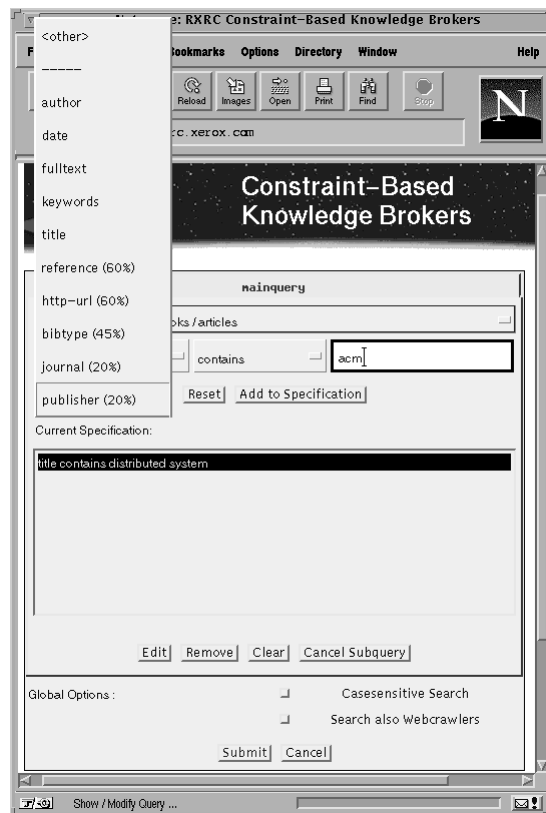 : RXRC Constraint-Based Knowledge Brokers
<other>
Bookmarks Options Directory Window Help
-----
author
Reload Images Open Print Find Stop
N
date
rc.xerox.com
fulltext
keywords
title
Constraint-Based
Knowledge Brokers
reference (60%)
mainquery
http-url (60%)
oks/articles
bibtype (45%)
journal (20%)
contains
acm
publisher (20%)
Reset Add to Specification
Current Specification:
title contains distributed system
Edit Remove Clear Cancel Subquery
Global Options :
Casesensitive Search
Search also Webcrawlers
Submit Cancel
Show / Modify Query ...